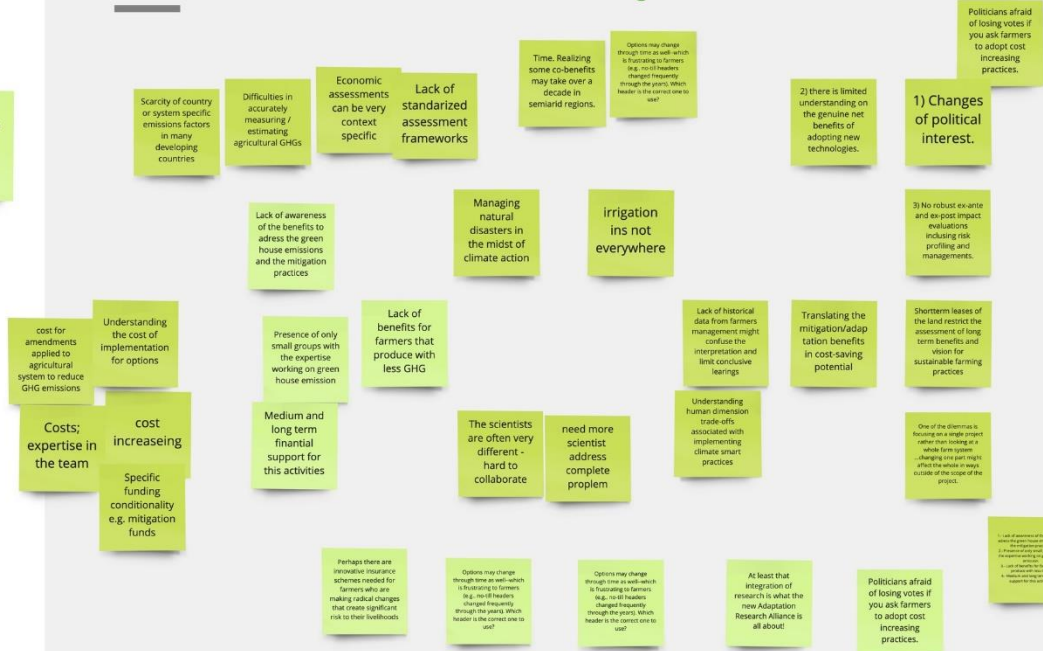 Politicians afraid
of losing votes if
you ask farmers
to adopt cost
increasing
practices.
Scarcity of country
or system specific
emissions factors
in many
developing
countries
Difficulties in
accurately
measuring /
estimating
agricultural GHGs
Economic
assessments
can be very
context
specific
Lack of
standarized
assessment
frameworks
Time. Realizing
some co-benefits
may take over a
decade in
semiarid regions.
Options may change
through time as well--which
is frustrating to farmers
(e.g., no-till headers
changed frequently
through the years). Which
header is the correct one to
use?
2) there is limited
understanding on
the genuine net
benefits of
adopting new
technologies.
1) Changes
of political
interest.
Lack of awareness
of the benefits to
adress the green
house emissions
and the mitigation
practices
Managing
natural
disasters in
the midst of
climate action
irrigation
ins not
everywhere
3) No robust ex-ante
and ex-post impact
evaluations
inclusing risk
profiling and
managements.
cost for
amendments
applied to
agricultural
system to reduce
GHG emissions
Understanding
the cost of
implementation
for options
Presence of only
small groups with
the expertise
working on green
house emission
Lack of
benefits for
farmers that
produce with
less GHG
Lack of historical
data from farmers
management might
confuse the
interpretation and
limit conclusive
learings
Translating the
mitigation/adap
tation benefits
in cost-saving
potential
Shortterm leases of
the land restrict the
assessment of long
term benefits and
vision for
sustainable farming
practices
Costs;
expertise in
the team
cost
increaseing
Medium and
long term
finantial
support for
this activities
The scientists
are often very
different -
hard to
collaborate
need more
scientist
address
complete
proplem
Understanding
human dimension
trade-offs
associated with
implementing
climate smart
practices
One of the dilemmas is
focusing on a single project
rather than looking at a
whole farm system
...changing one part might
affect the whole in ways
outside of the scope of the
project.
Specific
funding
conditionality
e.g. mitigation
funds
Perhaps there are
innovative insurance
schemes needed for
farmers who are
making radical changes
that create significant
risk to their livelihoods
Options may change
through time as well--which
is frustrating to farmers
(e.g., no-till headers
changed frequently
through the years). Which
header is the correct one to
use?
Options may change
through time as well--which
is frustrating to farmers
(e.g., no-till headers
changed frequently
through the years). Which
header is the correct one to
use?
At least that
integration of
research is what the
new Adaptation
Research Alliance is
all about!
Politicians afraid
of losing votes if
you ask farmers
to adopt cost
increasing
practices.